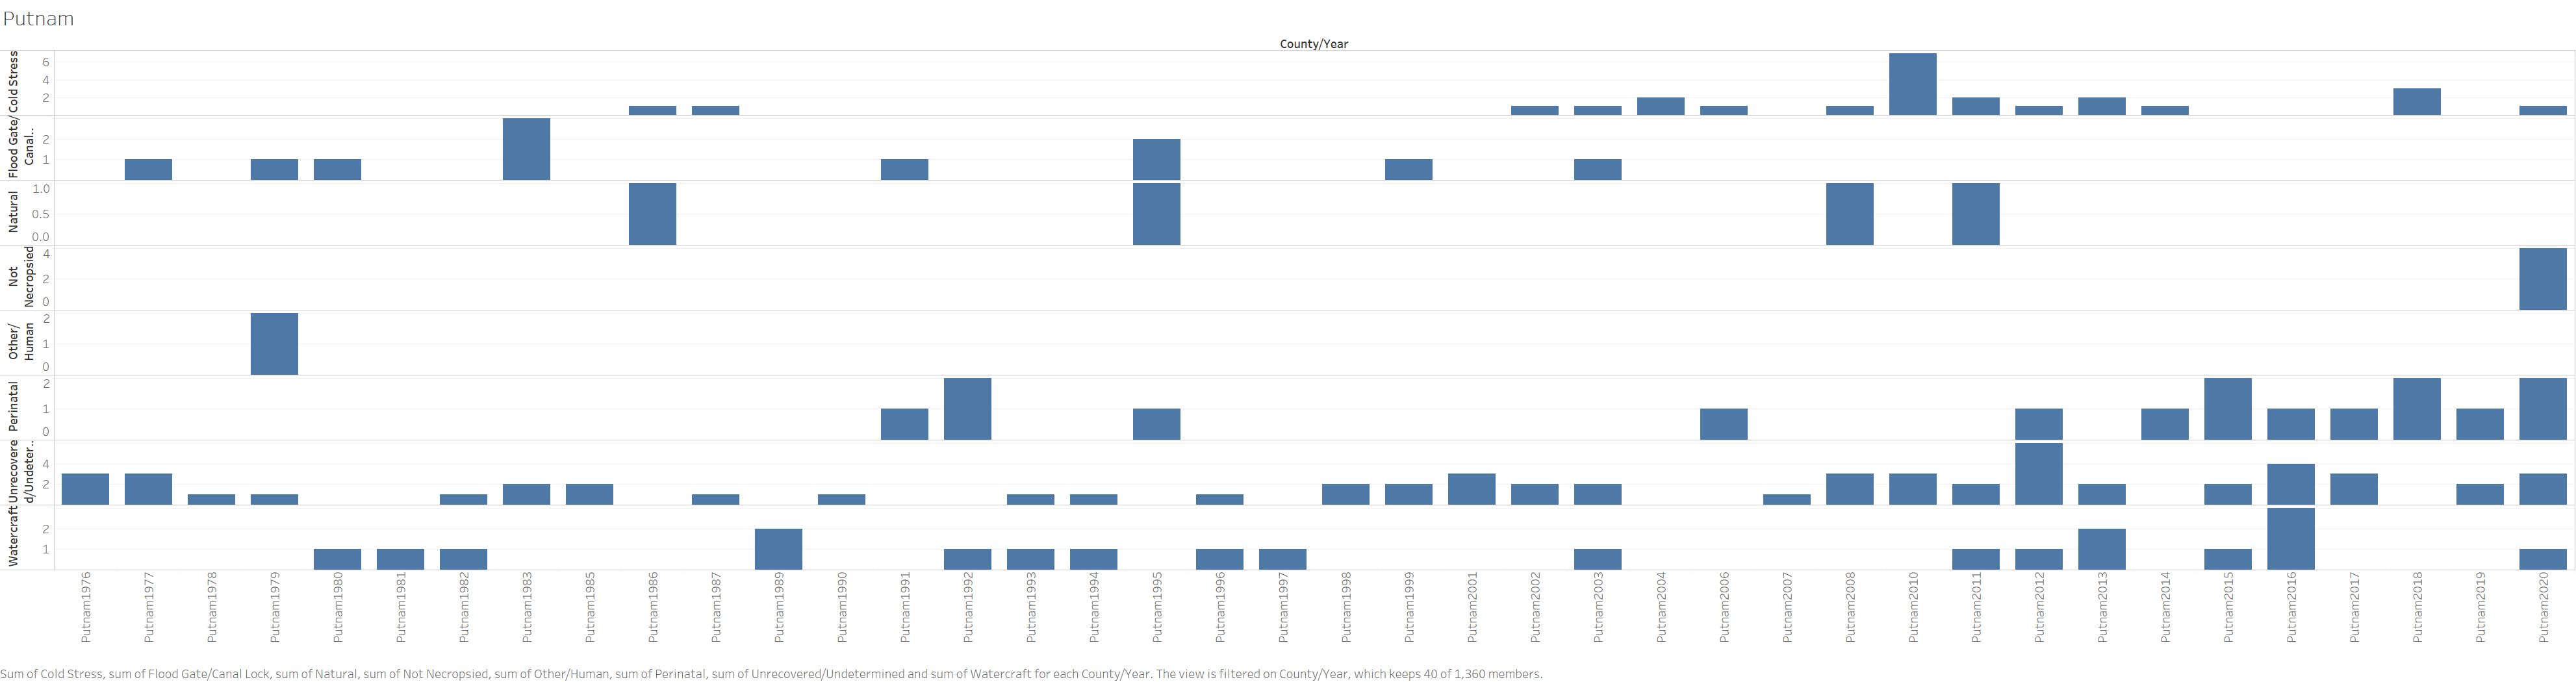 Putnam
County/Year
Cold Stress
6
4
2
Flood Gate/
Canal..
2
1
Natural
1.0
0.5
0.0
Not
Necropsied
4
2
0
Other/
Human
2
1
0
Perinatal
2
1
0
Unrecovere
d/Undeter..
4
2
Watercraft
2
1
Putnam1976
Putnam1977
Putnam1978
Putnam1979
Putnam1980
Putnam1981
Putnam1982
Putnam1983
Putnam1985
Putnam1986
Putnam1987
Putnam1989
Putnam1990
Putnam1991
Putnam1992
Putnam1993
Putnam1994
Putnam1995
Putnam1996
Putnam1997
Putnam1998
Putnam1999
Putnam2001
Putnam2002
Putnam2003
Putnam2004
Putnam2006
Putnam2007
Putnam2008
Putnam2010
Putnam2011
Putnam2012
Putnam2013
Putnam2014
Putnam2015
Putnam2016
Putnam2017
Putnam2018
Putnam2019
Putnam2020
Sum of Cold Stress, sum of Flood Gate/Canal Lock, sum of Natural, sum of Not Necropsied, sum of Other/Human, sum of Perinatal, sum of Unrecovered/Undetermined and sum of Watercraft for each County/Year. The view is filtered on County/Year, which keeps 40 of 1,360 members.